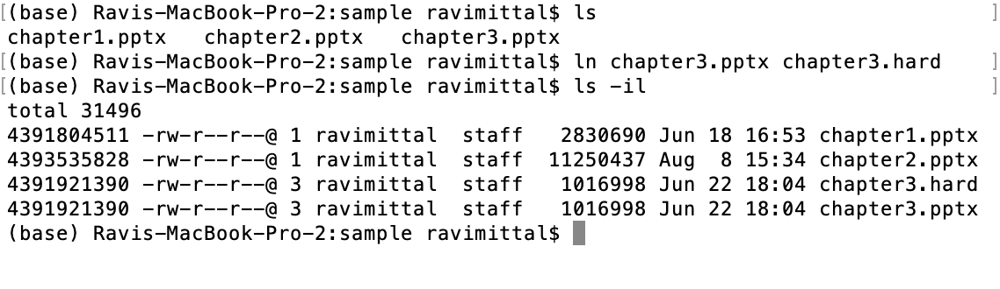 [(base) Ravis-MacBook-Pro-2:sample ravimittal$ ls ]
chapter1.pptx   chapter2.pptx   chapter3.pptx
[(base) Ravis-MacBook-Pro-2:sample ravimittal$ ln chapter3.pptx chapter3.hard ]
[(base) Ravis-MacBook-Pro-2:sample ravimittal$ ls -il ]
total 31496
4391804511 -rw-r--r--@ 1 ravimittal  staff   2830690 Jun 18 16:53 chapter1.pptx
4393535828 -rw-r--r--@ 1 ravimittal  staff  11250437 Aug  8 15:34 chapter2.pptx
4391921390 -rw-r--r--@ 3 ravimittal  staff   1016998 Jun 22 18:04 chapter3.hard
4391921390 -rw-r--r--@ 3 ravimittal  staff   1016998 Jun 22 18:04 chapter3.pptx
(base) Ravis-MacBook-Pro-2:sample ravimittal$